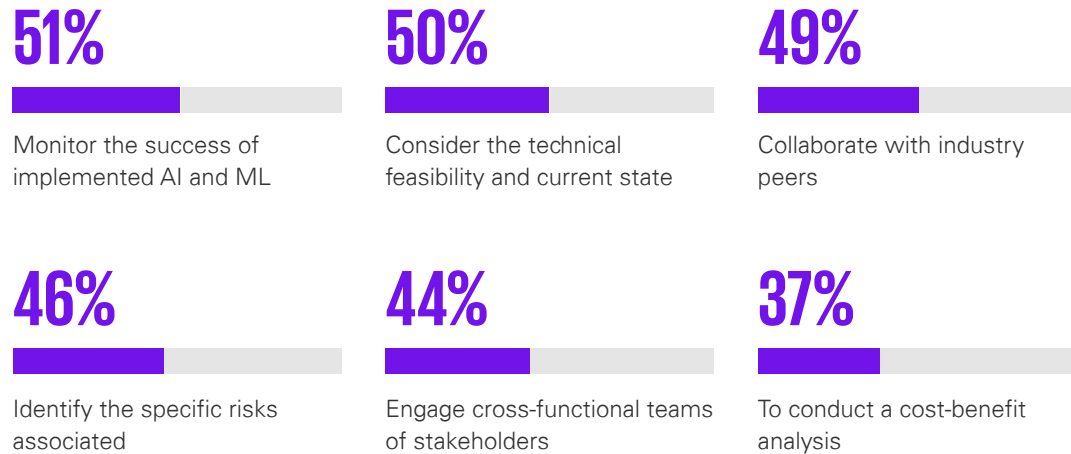 51%
50%
49%
Monitor the success of
implemented AI and ML
Consider the technical
feasibility and current state
Collaborate with industry
peers
46%
44%
37%
Identify the specific risks
associated
Engage cross-functional teams
of stakeholders
To conduct a cost-benefit
analysis